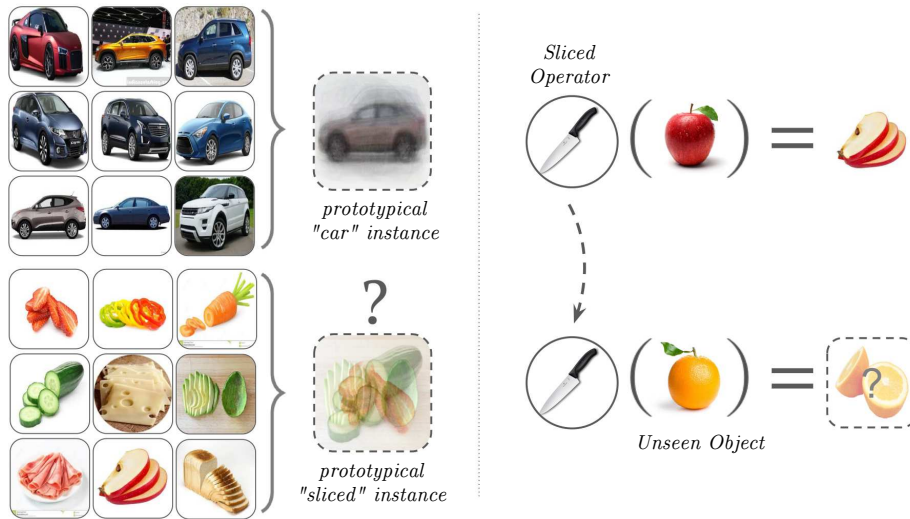 prototypical
"car" instance
?
prototypical
"sliced" instance
Sliced
Operator
( ) =
( ) = ?
Unseen Object